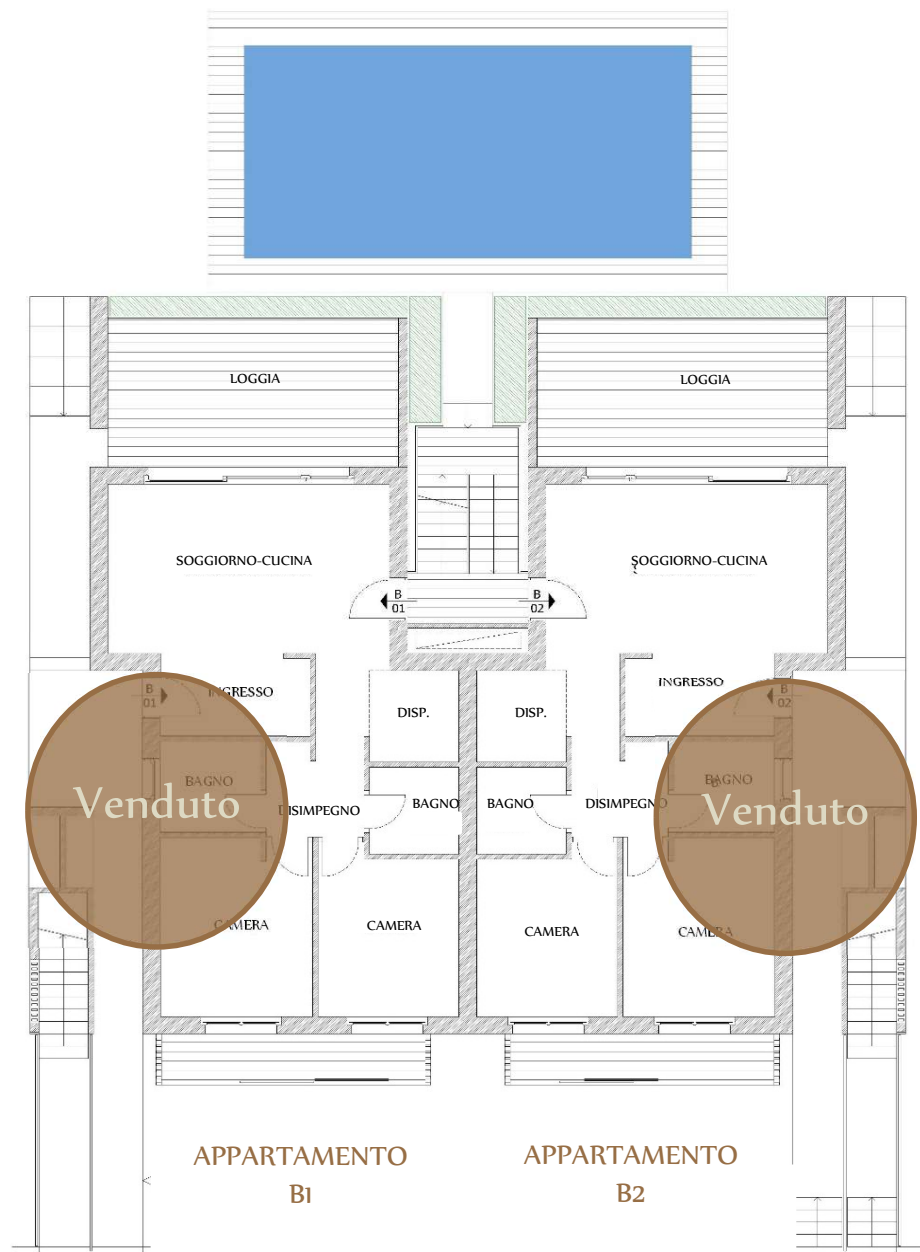 LOGGIA
LOGGIA
SOGGIORNO-CUCINA
SOGGIORNO-CUCINA
B
01
B
02
INGRESSO
INGRESSO
B
01
B
02
DISP.
DISP.
BAGNO
BAGNO
BAGNO
BAGNO
DISIMPEGNO
DISIMPEGNO
Venduto
Venduto
CAMERA
CAMERA
CAMERA
CAMERA
APPARTAMENTO
B1
APPARTAMENTO
B2